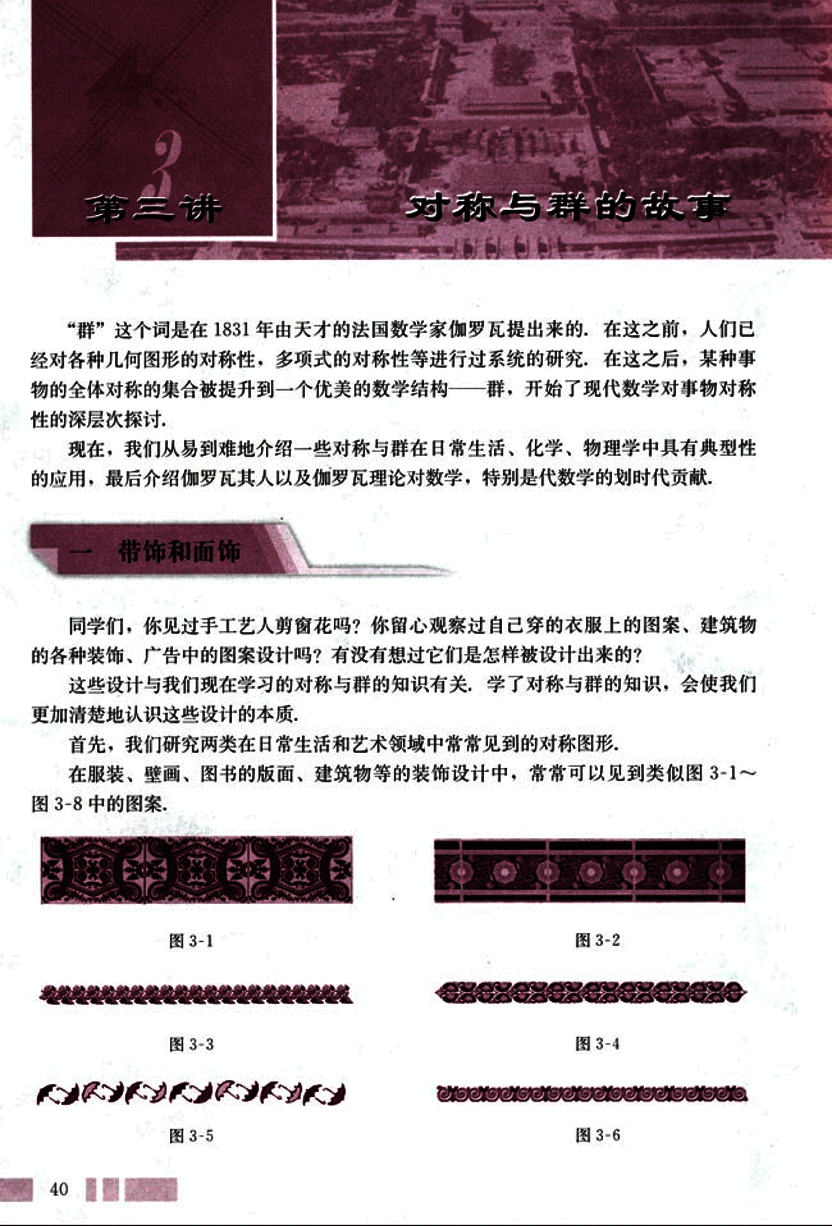 3
第三讲
对称与群的故事
“群”这个词是在 1831 年由天才的法国数学家伽罗瓦提出来的．在这之前，人们已
经对各种几何图形的对称性，多项式的对称性等进行过系统的研究．在这之后，某种事
物的全体对称的集合被提升到一个优美的数学结构——群，开始了现代数学对事物对称
性的深层次探讨．
现在，我们从易到难地介绍一些对称与群在日常生活、化学、物理学中具有典型性
的应用，最后介绍伽罗瓦其人以及伽罗瓦理论对数学，特别是代数学的划时代贡献．
一 带饰和面饰
同学们，你见过手工艺人剪窗花吗？你留心观察过自己穿的衣服上的图案、建筑物
的各种装饰、广告中的图案设计吗？有没有想过它们是怎样被设计出来的？
这些设计与我们现在学习的对称与群的知识有关．学了对称与群的知识，会使我们
更加清楚地认识这些设计的本质．
首先，我们研究两类在日常生活和艺术领域中常常见到的对称图形．
在服装、壁画、图书的版面、建筑物等的装饰设计中，常常可以见到类似图 3-1～
图 3-8 中的图案．
图 3-1
图 3-2
图 3-3
图 3-4
图 3-5
图 3-6
40